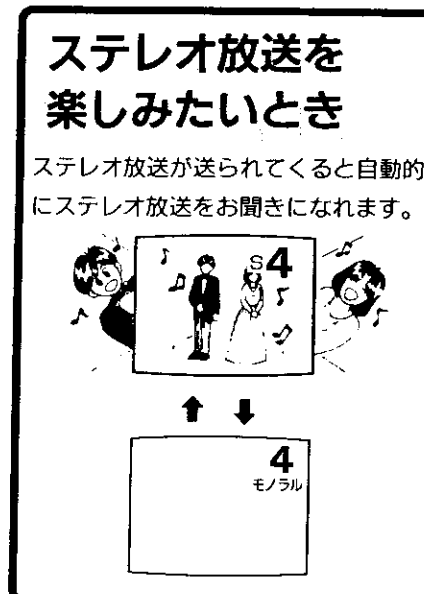 ステレオ放送を
楽しみたいとき
ステレオ放送が送られてくると自動的
にステレオ放送をお聞きになれます。
S4
4
モノラル